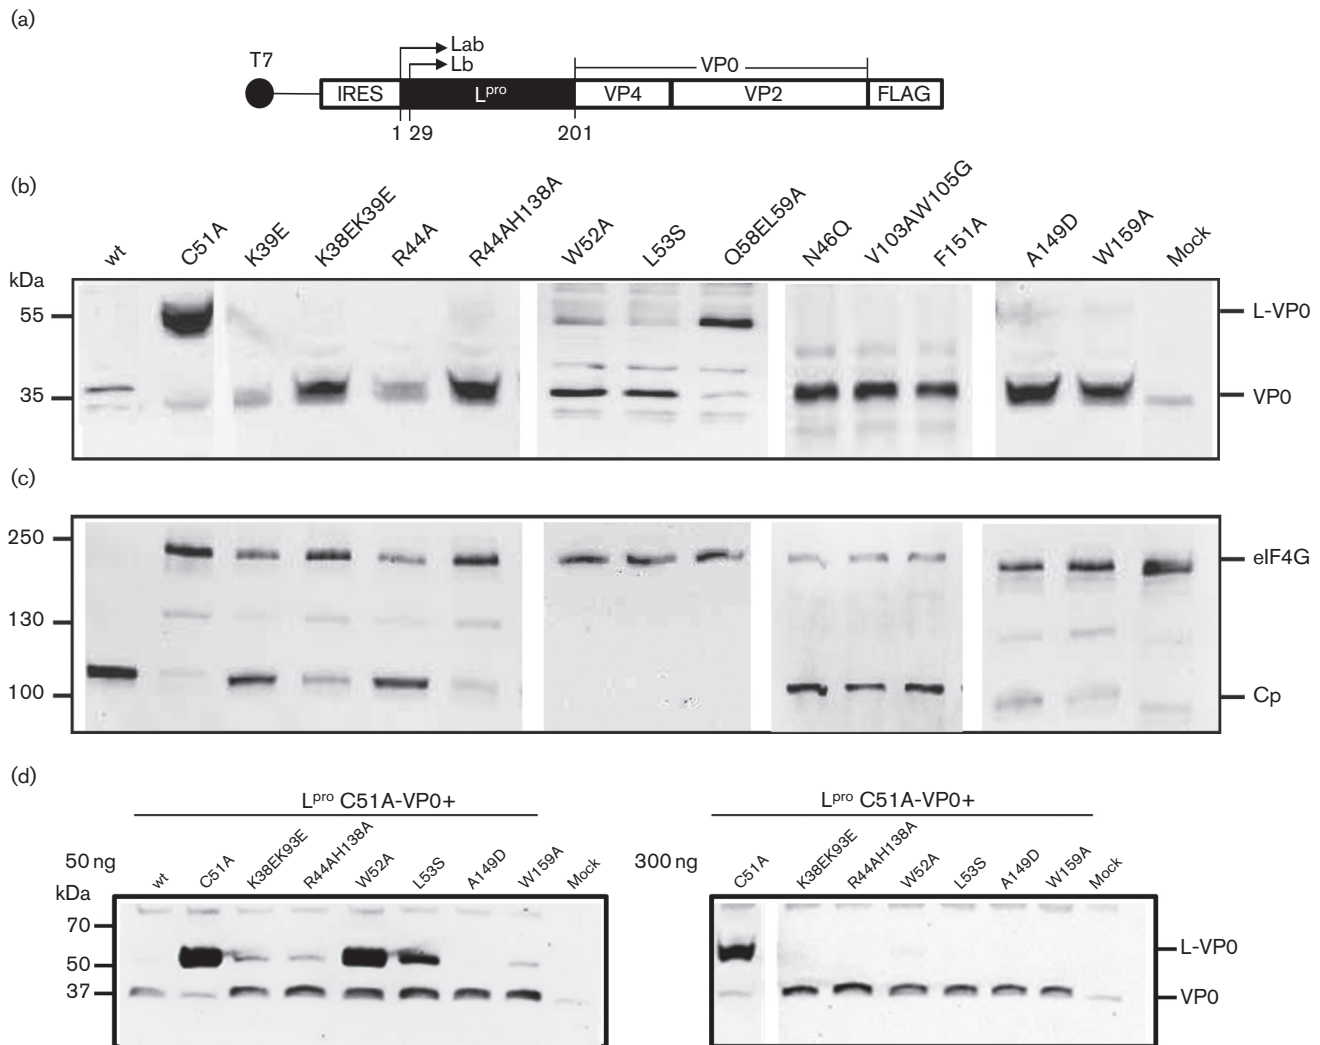 (a)
T7
Lab
Lb
VP0
IRES
Lpro
VP4
VP2
FLAG
1 29
201
(b)
wt
C51A
K39E
K38EK39E
R44A
R44AH138A
W52A
L53S
Q58EL59A
N46Q
V103AW105G
F151A
A149D
W159A
Mock
kDa
55
35
L-VP0
VP0
(c)
250
130
100
eIF4G
Cp
(d)
Lpro C51A-VP0+
50 ng
wt
C51A
K38EK93E
R44AH138A
W52A
L53S
A149D
W159A
Mock
kDa
70
50
37
Lpro C51A-VP0+
300 ng
C51A
K38EK93E
R44AH138A
W52A
L53S
A149D
W159A
Mock
L-VP0
VP0